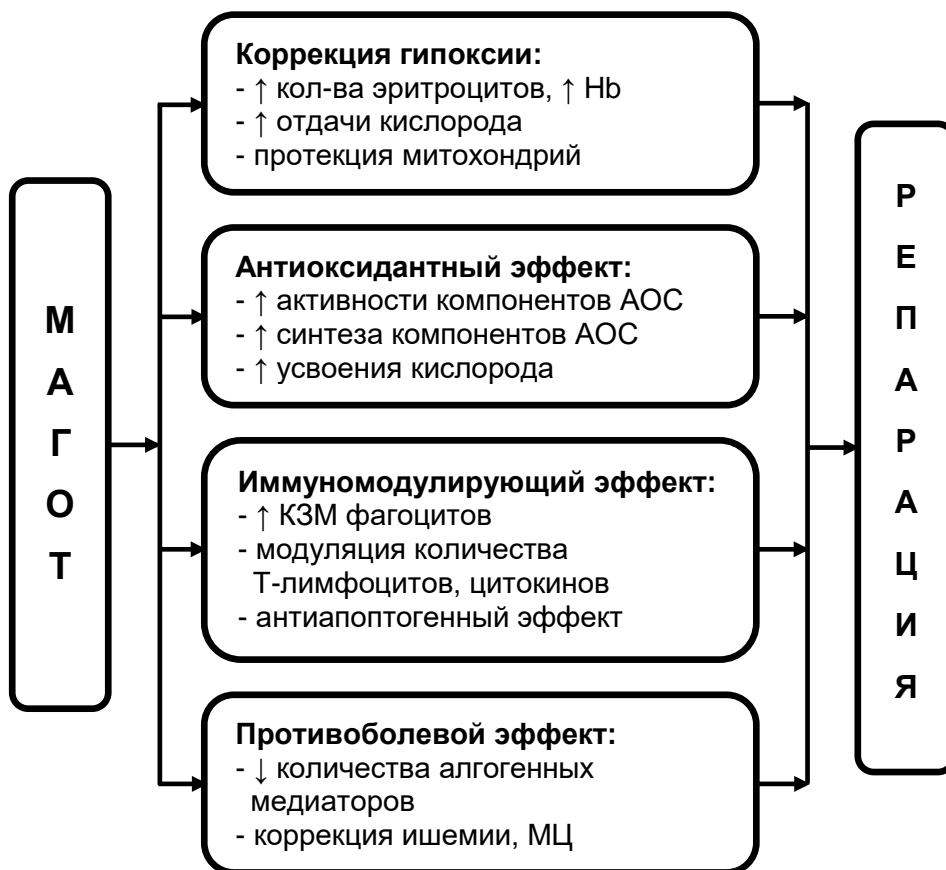 МАГОТ
Коррекция гипоксии:
- ↑ кол-ва эритроцитов, ↑ Hb
- ↑ отдачи кислорода
- протекция митохондрий
Антиоксидантный эффект:
- ↑ активности компонентов АОС
- ↑ синтеза компонентов АОС
- ↑ усвоения кислорода
Иммуномодулирующий эффект:
- ↑ КЗМ фагоцитов
- модуляция количества
Т-лимфоцитов, цитокинов
- антиапоптогенный эффект
Противоболевой эффект:
- ↓ количества алгогенных
медиаторов
- коррекция ишемии, МЦ
РЕПАРАЦИЯ